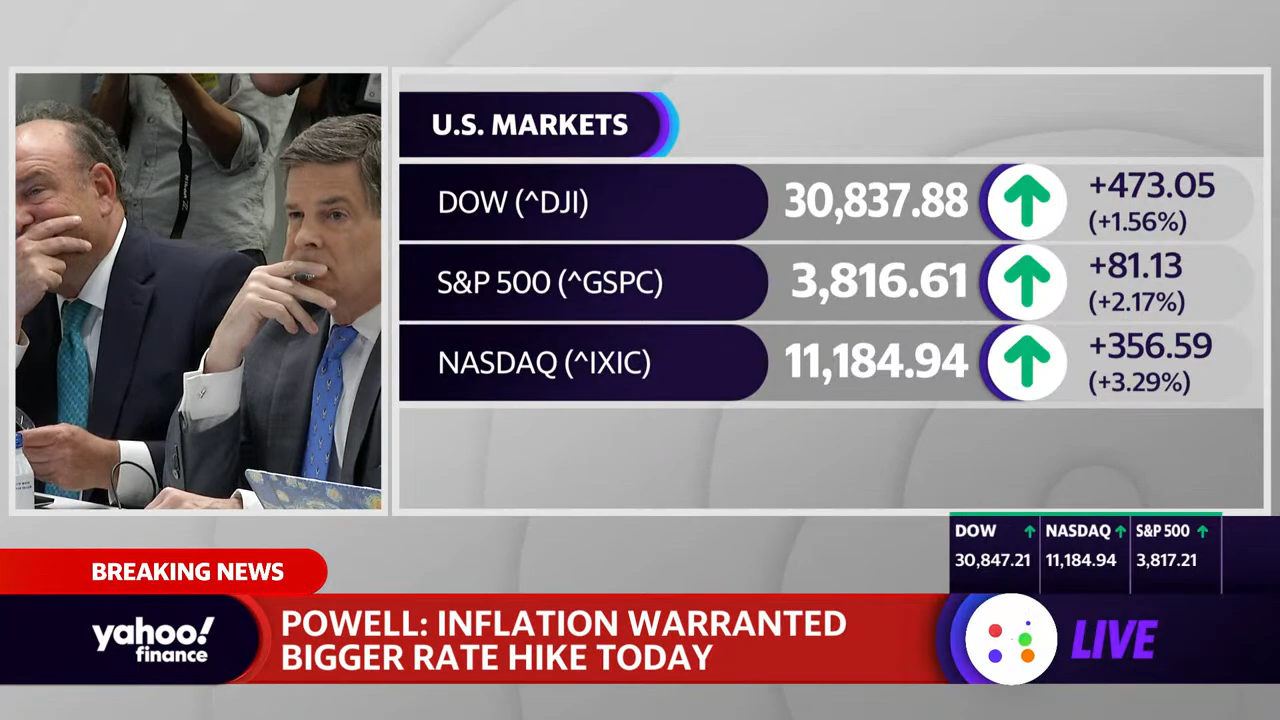 U.S. MARKETS
DOW (^DJI) 30,837.88 +473.05
(+1.56%)
S&P 500 (^GSPC) 3,816.61 +81.13
(+2.17%)
NASDAQ (^IXIC) 11,184.94 +356.59
(+3.29%)
DOW NASDAQ S&P 500
30,847.21 11,184.94 3,817.21
BREAKING NEWS
yahoo!
finance
POWELL: INFLATION WARRANTED
BIGGER RATE HIKE TODAY
LIVE